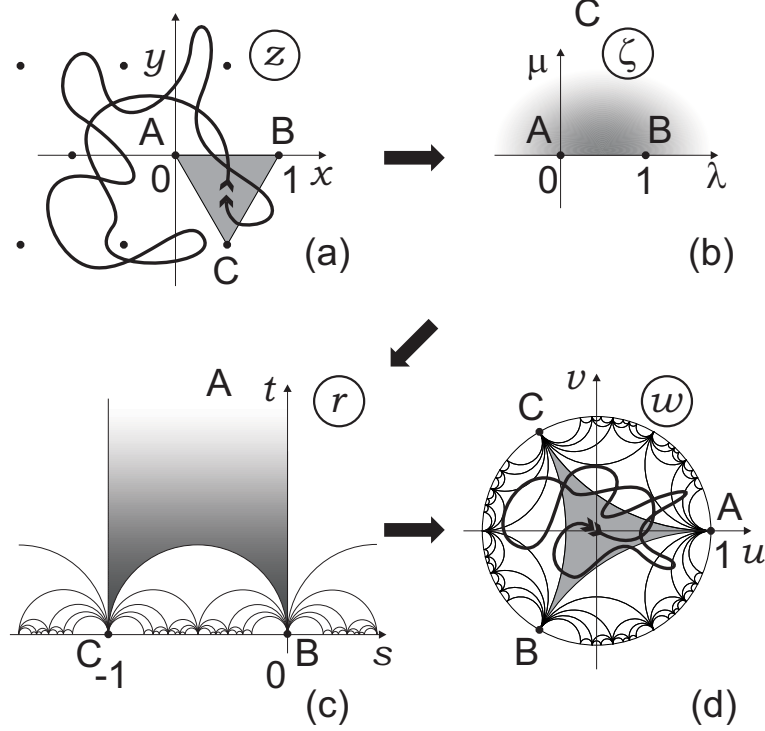 y z
A B
0 1 x
C
(a)
C
μ ζ
A B
0 1 λ
(b)
A t r
C B s
-1 0
(c)
v w
C
A
1 u
B
(d)